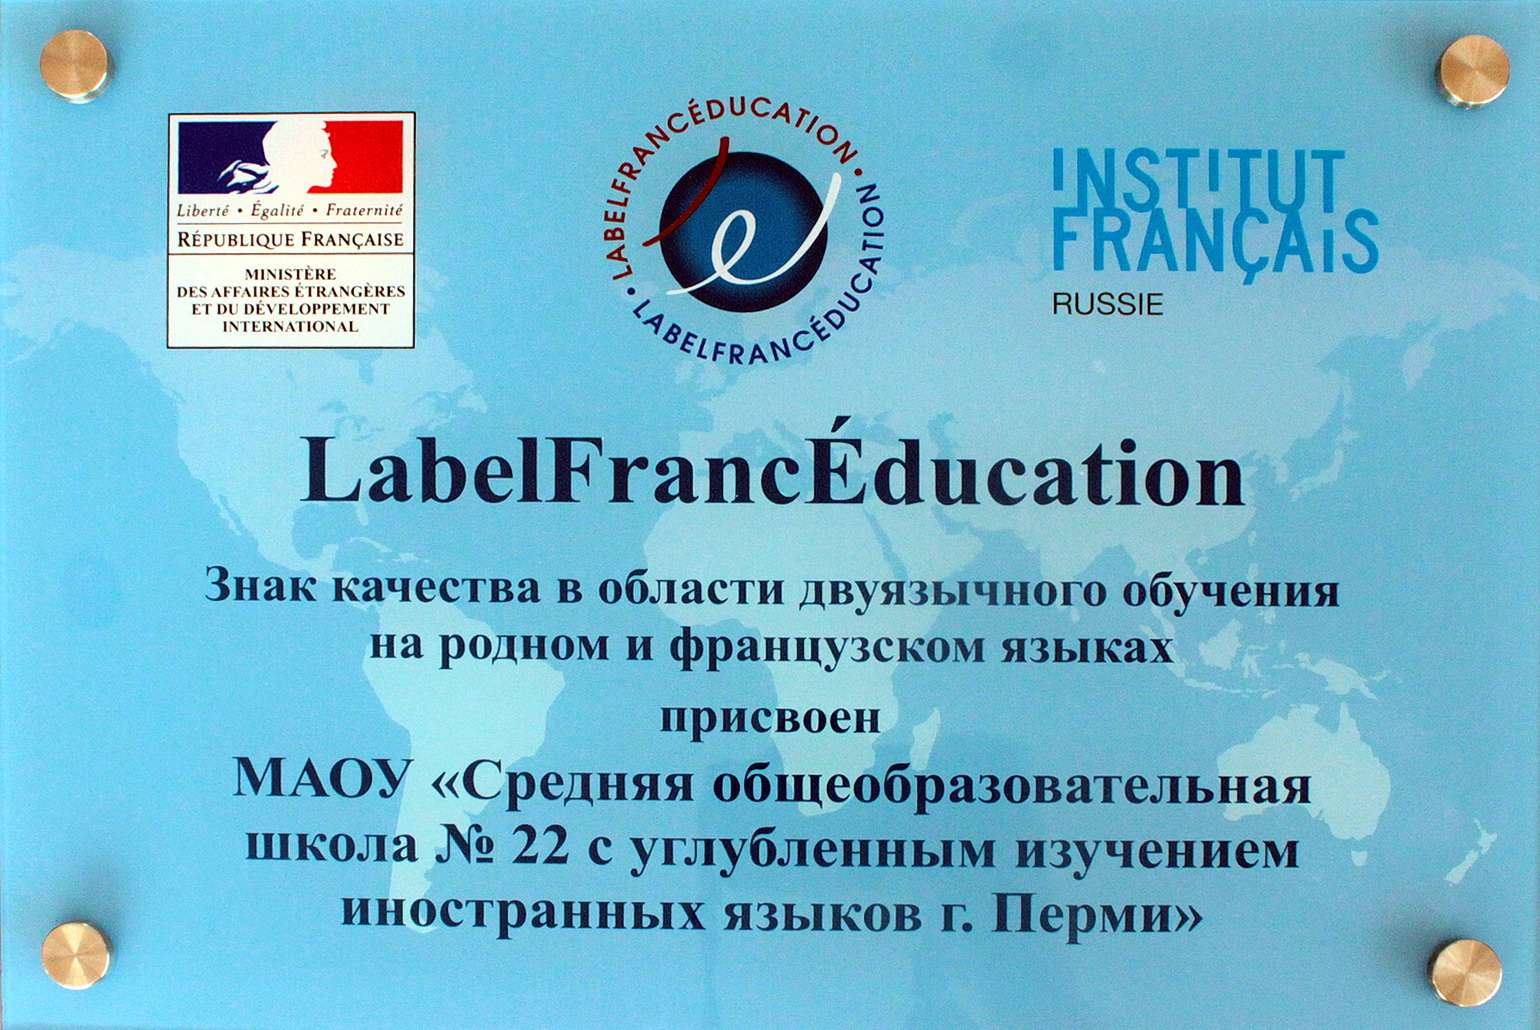 Liberté • Égalité • Fraternité
RÉPUBLIQUE FRANÇAISE
MINISTÈRE
DES AFFAIRES ÉTRANGÈRES
ET DU DÉVELOPPEMENT
INTERNATIONAL
LABELFRANCÉDUCATION • LABELFRANCÉDUCATION •
INSTITUT
FRANÇAIS
RUSSIE
LabelFrancÉducation
Знак качества в области двуязычного обучения
на родном и французском языках
присвоен
МАОУ «Средняя общеобразовательная
школа № 22 с углубленным изучением
иностранных языков г. Перми»